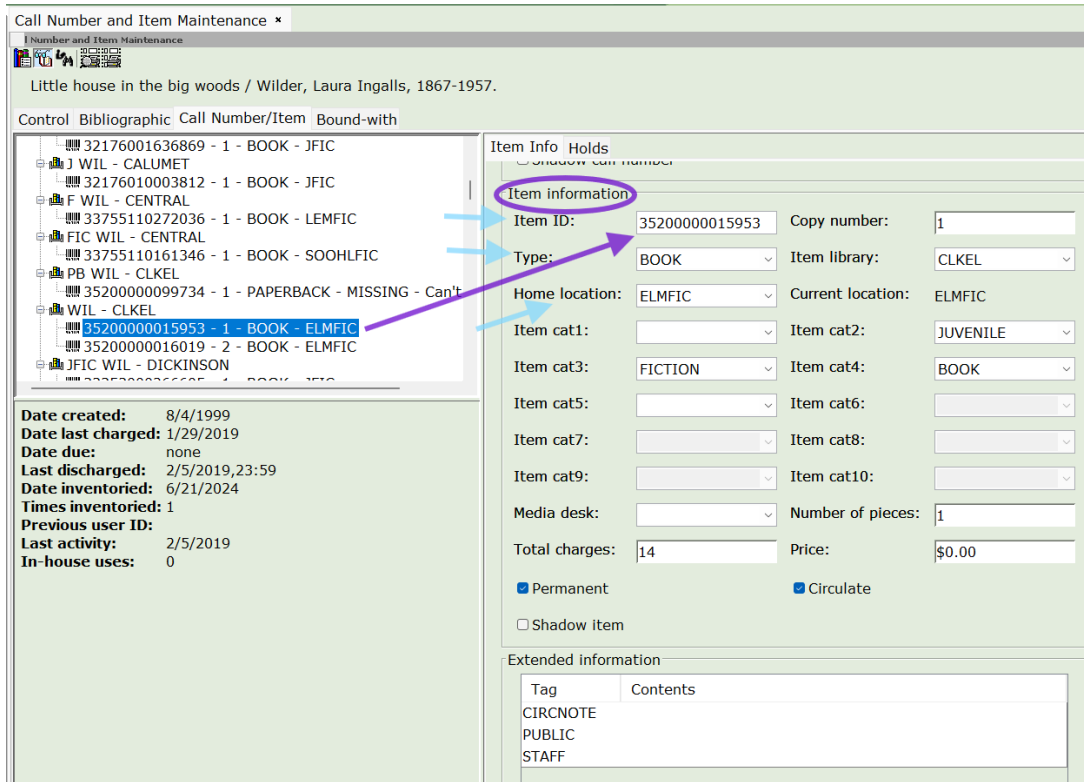 Call Number and Item Maintenance ×
l Number and Item Maintenance
Little house in the big woods / Wilder, Laura Ingalls, 1867-1957.
Control Bibliographic Call Number/Item Bound-with
32176001636869 - 1 - BOOK - JFIC
J WIL - CALUMET
32176010003812 - 1 - BOOK - JFIC
F WIL - CENTRAL
33755110272036 - 1 - BOOK - LEMFIC
FIC WIL - CENTRAL
33755110161346 - 1 - BOOK - SOOHLFIC
PB WIL - CLKEL
35200000099734 - 1 - PAPERBACK - MISSING - Can't
WIL - CLKEL
35200000015953 - 1 - BOOK - ELMFIC
35200000016019 - 2 - BOOK - ELMFIC
JFIC WIL - DICKINSON
Date created: 8/4/1999
Date last charged: 1/29/2019
Date due: none
Last discharged: 2/5/2019,23:59
Date inventoried: 6/21/2024
Times inventoried: 1
Previous user ID:
Last activity: 2/5/2019
In-house uses: 0
Item Info Holds
Shadow call number
Item information
Item ID: 35200000015953 Copy number: 1
Type: BOOK Item library: CLKEL
Home location: ELMFIC Current location: ELMFIC
Item cat1: Item cat2: JUVENILE
Item cat3: FICTION Item cat4: BOOK
Item cat5: Item cat6:
Item cat7: Item cat8:
Item cat9: Item cat10:
Media desk: Number of pieces: 1
Total charges: 14 Price: $0.00
Permanent Circulate
Shadow item
Extended information
Tag Contents
CIRCNOTE
PUBLIC
STAFF